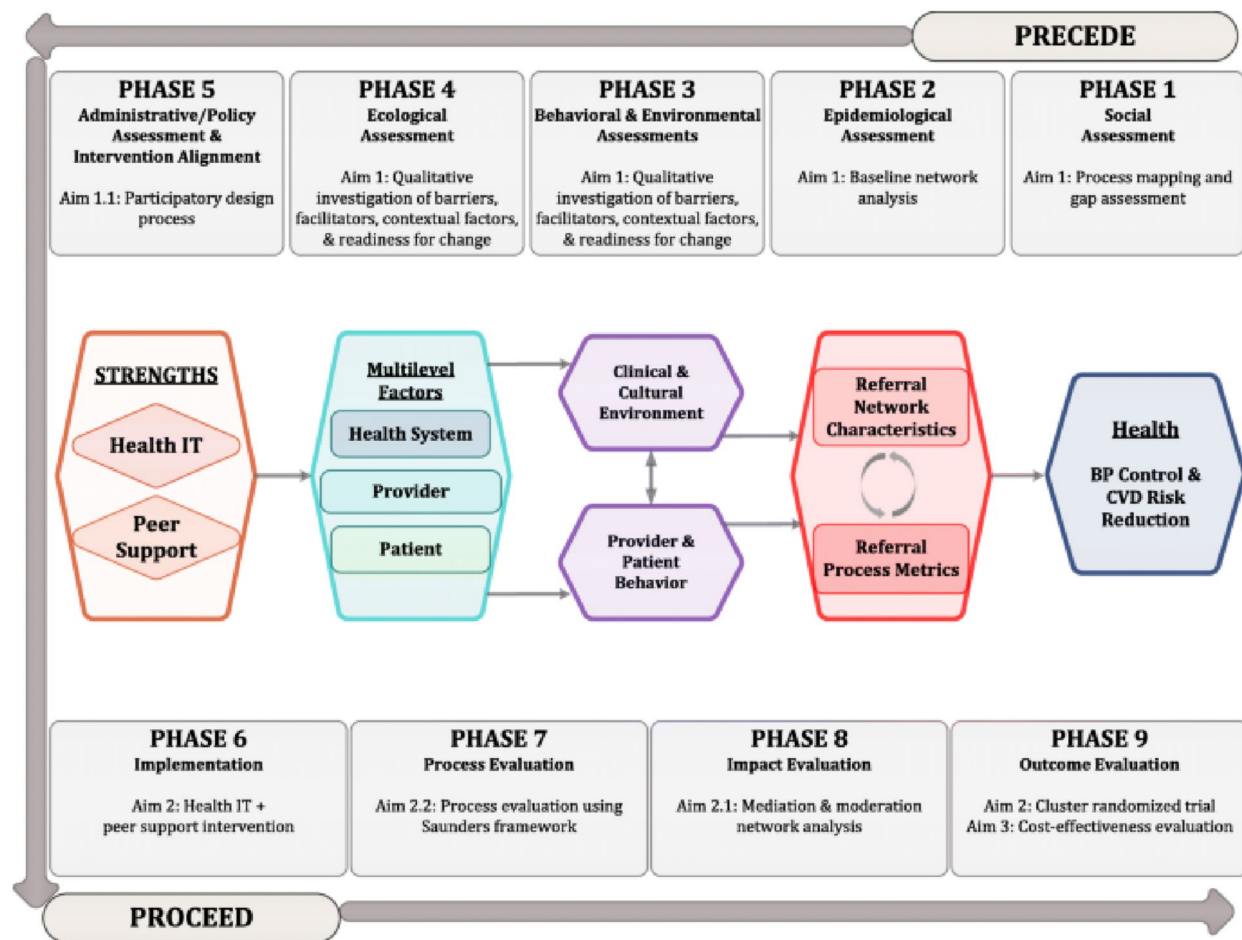 PRECEDE
PHASE 5
Administrative/Policy
Assessment &
Intervention Alignment
Aim 1.1: Participatory design
process
PHASE 4
Ecological
Assessment
Aim 1: Qualitative
investigation of barriers,
facilitators, contextual factors,
& readiness for change
PHASE 3
Behavioral & Environmental
Assessments
Aim 1: Qualitative
investigation of barriers,
facilitators, contextual factors,
& readiness for change
PHASE 2
Epidemiological
Assessment
Aim 1: Baseline network
analysis
PHASE 1
Social
Assessment
Aim 1: Process mapping and
gap assessment
STRENGTHS
Health IT
Peer
Support
Multilevel
Factors
Health System
Provider
Patient
Clinical &
Cultural
Environment
Provider &
Patient
Behavior
Referral
Network
Characteristics
Referral
Process Metrics
Health
BP Control &
CVD Risk
Reduction
PHASE 6
Implementation
Aim 2: Health IT +
peer support intervention
PHASE 7
Process Evaluation
Aim 2.2: Process evaluation using
Saunders framework
PHASE 8
Impact Evaluation
Aim 2.1: Mediation & moderation
network analysis
PHASE 9
Outcome Evaluation
Aim 2: Cluster randomized trial
Aim 3: Cost-effectiveness evaluation
PROCEED